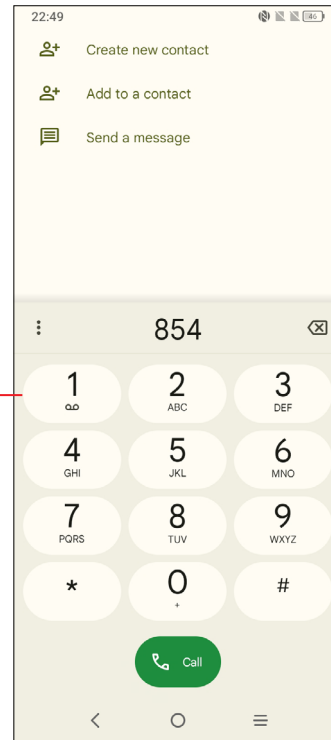 22:49 46
Create new contact
Add to a contact
Send a message
854
1 2 3
ABC DEF
4 5 6
GHI JKL MNO
7 8 9
PQRS TUV WXYZ
* 0 #
+
Call